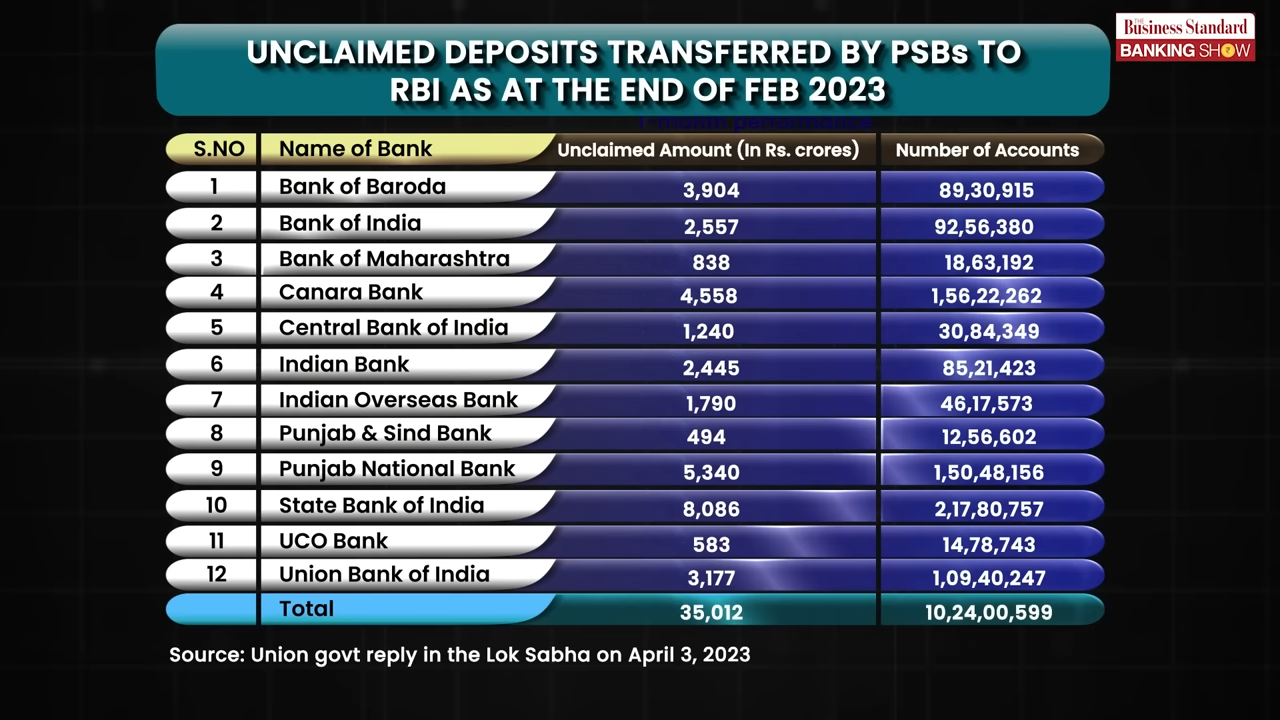 THE
Business Standard
BANKING SHOW
UNCLAIMED DEPOSITS TRANSFERRED BY PSBs TO
RBI AS AT THE END OF FEB 2023
S.NO Name of Bank Unclaimed Amount (In Rs. crores) Number of Accounts
1 Bank of Baroda 3,904 89,30,915
2 Bank of India 2,557 92,56,380
3 Bank of Maharashtra 838 18,63,192
4 Canara Bank 4,558 1,56,22,262
5 Central Bank of India 1,240 30,84,349
6 Indian Bank 2,445 85,21,423
7 Indian Overseas Bank 1,790 46,17,573
8 Punjab & Sind Bank 494 12,56,602
9 Punjab National Bank 5,340 1,50,48,156
10 State Bank of India 8,086 2,17,80,757
11 UCO Bank 583 14,78,743
12 Union Bank of India 3,177 1,09,40,247
Total 35,012 10,24,00,599
Source: Union govt reply in the Lok Sabha on April 3, 2023